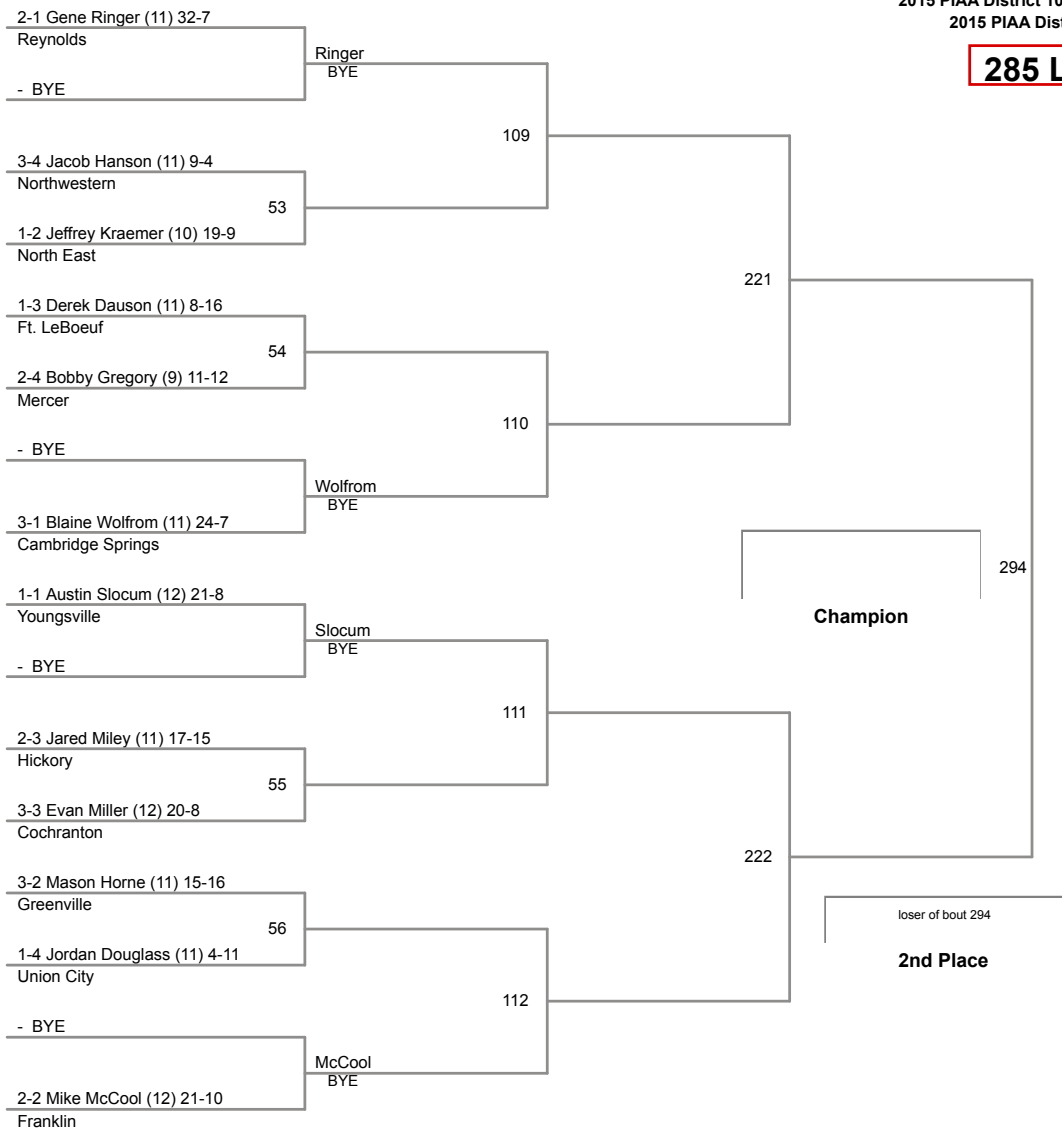 2015 PIAA District 10
2015 PIAA Dist
285 L
2-1 Gene Ringer (11) 32-7
Reynolds
Ringer
BYE
- BYE
109
3-4 Jacob Hanson (11) 9-4
Northwestern
53
1-2 Jeffrey Kraemer (10) 19-9
North East
221
1-3 Derek Dauson (11) 8-16
Ft. LeBoeuf
54
2-4 Bobby Gregory (9) 11-12
Mercer
110
- BYE
Wolfrom
BYE
3-1 Blaine Wolfrom (11) 24-7
Cambridge Springs
294
Champion
1-1 Austin Slocum (12) 21-8
Youngsville
Slocum
BYE
- BYE
111
2-3 Jared Miley (11) 17-15
Hickory
55
3-3 Evan Miller (12) 20-8
Cochranton
222
3-2 Mason Horne (11) 15-16
Greenville
loser of bout 294
56
1-4 Jordan Douglass (11) 4-11
Union City
2nd Place
112
- BYE
McCool
BYE
2-2 Mike McCool (12) 21-10
Franklin